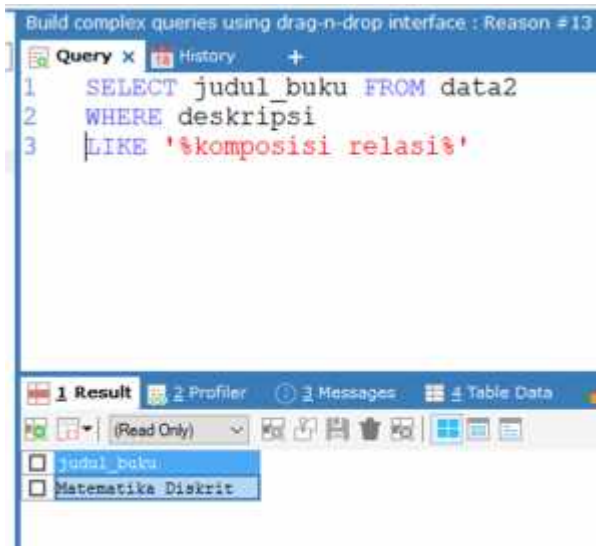 Build complex queries using drag-n-drop interface : Reason #13
Query × History +
1 SELECT judul_buku FROM data2
2 WHERE deskripsi
3 LIKE '%komposisi relasi%'
1 Result 2 Profiler 3 Messages 4 Table Data
(Read Only)
judul_buku
Matematika Diskrit